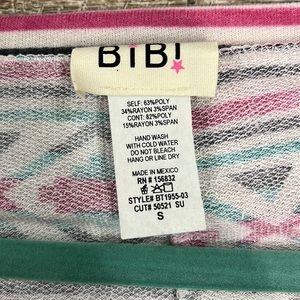 BiBi
SELF: 63%POLY
34%RAYON 3%SPAN
CONT: 82%POLY
15%RAYON 3%SPAN
HAND WASH
WITH COLD WATER
DO NOT BLEACH
HANG OR LINE DRY
MADE IN MEXICO
RN # 156832
STYLE# BT1955-03
CUT# 50521 SU
S